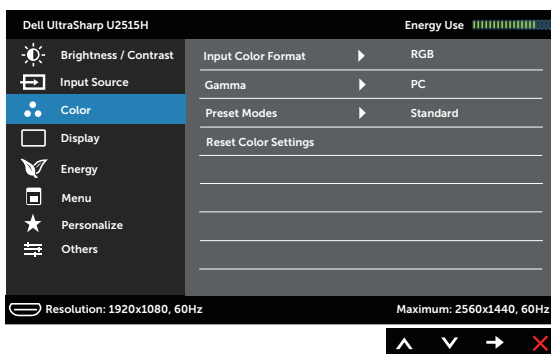 Dell UltraSharp U2515H
Energy Use
Brightness / Contrast
Input Color Format
RGB
Input Source
Gamma
PC
Color
Preset Modes
Standard
Display
Reset Color Settings
Energy
Menu
Personalize
Others
Resolution: 1920x1080, 60Hz
Maximum: 2560x1440, 60Hz